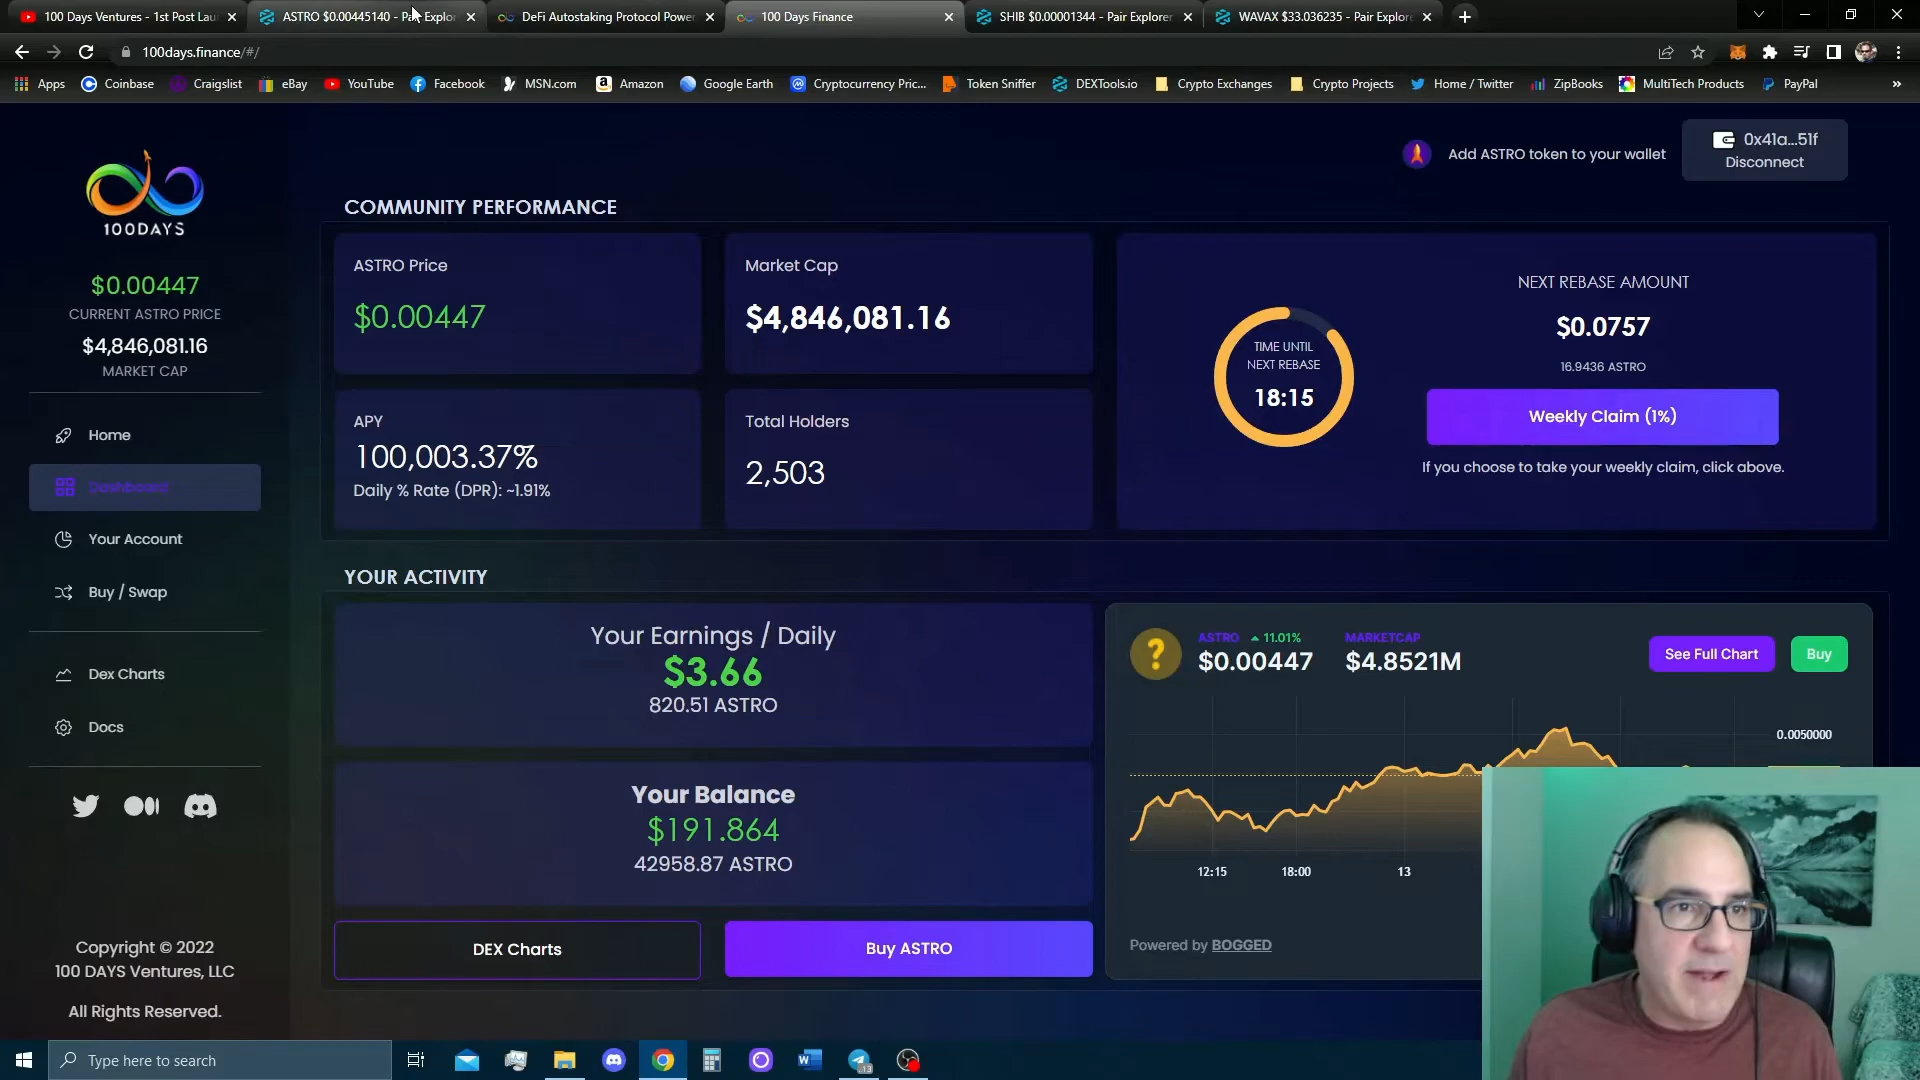 100 Days Ventures - 1st Post Lau
ASTRO $0.00445140 - Pair Explor
DeFi Autostaking Protocol Power
100 Days Finance
SHIB $0.00001344 - Pair Explorer
WAVAX $33.036235 - Pair Explore
100days.finance/#/
Apps
Coinbase
Craigslist
eBay
YouTube
Facebook
MSN.com
Amazon
Google Earth
Cryptocurrency Pric...
Token Sniffer
DEXTools.io
Crypto Exchanges
Crypto Projects
Home / Twitter
ZipBooks
MultiTech Products
PayPal
»
100DAYS
$0.00447
CURRENT ASTRO PRICE
$4,846,081.16
MARKET CAP
Home
Dashboard
Your Account
Buy / Swap
Dex Charts
Docs
Copyright © 2022
100 DAYS Ventures, LLC
All Rights Reserved.
Add ASTRO token to your wallet
0x41a...51f
Disconnect
COMMUNITY PERFORMANCE
ASTRO Price
$0.00447
Market Cap
$4,846,081.16
APY
100,003.37%
Daily % Rate (DPR): ~1.91%
Total Holders
2,503
TIME UNTIL
NEXT REBASE
18:15
NEXT REBASE AMOUNT
$0.0757
16.9436 ASTRO
Weekly Claim (1%)
If you choose to take your weekly claim, click above.
YOUR ACTIVITY
Your Earnings / Daily
$3.66
820.51 ASTRO
Your Balance
$191.864
42958.87 ASTRO
DEX Charts
Buy ASTRO
?
ASTRO 11.01%
$0.00447
MARKETCAP
$4.8521M
See Full Chart
Buy
0.0050000
12:15
18:00
13
Powered by BOGGED
Type here to search
W
13